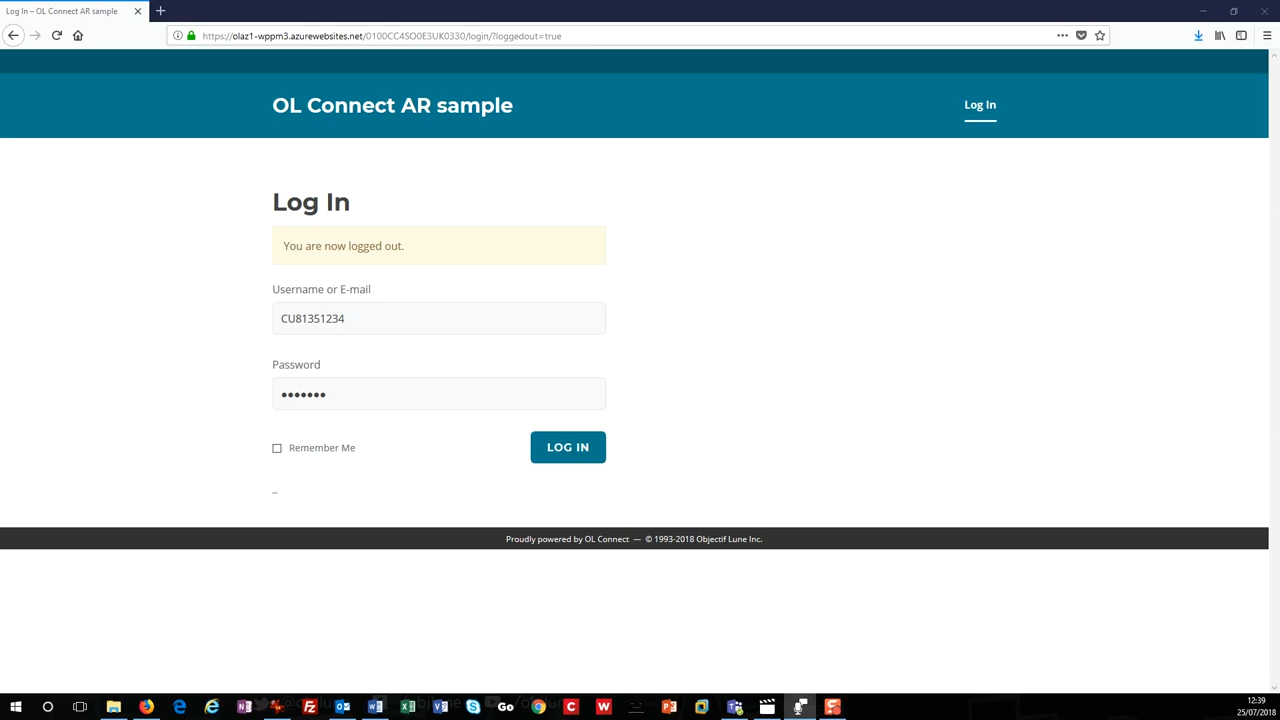 Log In – OL Connect AR sample
https://olaz1-wppm3.azurewebsites.net/0100CC4SO0E3UK0330/login/?loggedout=true
OL Connect AR sample
Log In
Log In
You are now logged out.
Username or E-mail
CU81351234
Password
Remember Me
LOG IN
Proudly powered by OL Connect — © 1993-2018 Objectif Lune Inc.
Go
12:39
25/07/2018